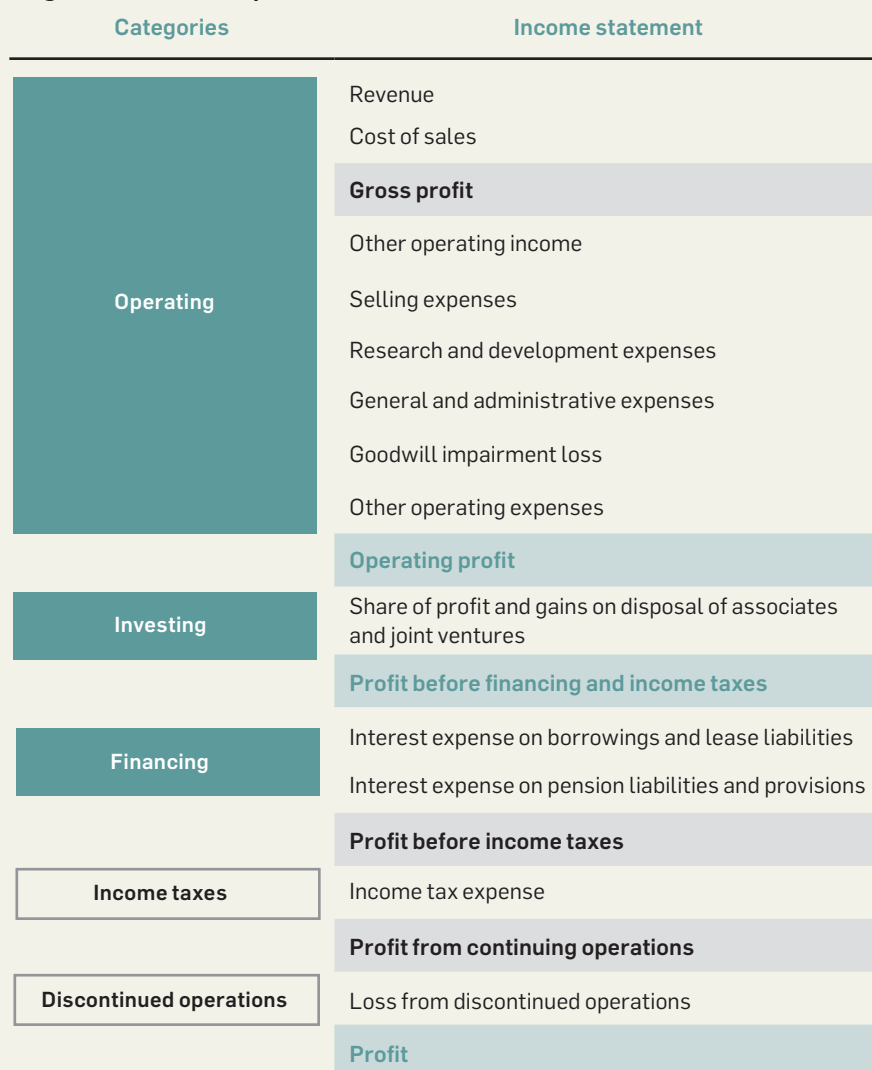 Categories
Income statement
Revenue
Cost of sales
Gross profit
Other operating income
Operating
Selling expenses
Research and development expenses
General and administrative expenses
Goodwill impairment loss
Other operating expenses
Operating profit
Investing
Share of profit and gains on disposal of associates
and joint ventures
Profit before financing and income taxes
Financing
Interest expense on borrowings and lease liabilities
Interest expense on pension liabilities and provisions
Profit before income taxes
Income taxes
Income tax expense
Profit from continuing operations
Discontinued operations
Loss from discontinued operations
Profit